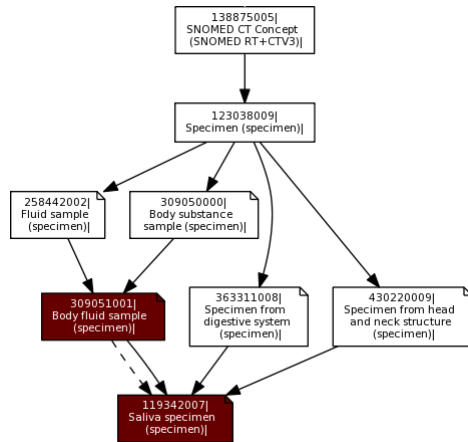 138875005|
SNOMED CT Concept
(SNOMED RT+CTV3)
123038009|
Specimen (specimen)|
258442002|
Fluid sample
(specimen)|
309050000|
Body substance
sample (specimen)|
309051001|
Body fluid sample
(specimen)|
363311008|
Specimen from
digestive system
(specimen)|
430220009|
Specimen from head
and neck structure
(specimen)|
119342007|
Saliva specimen
(specimen)|